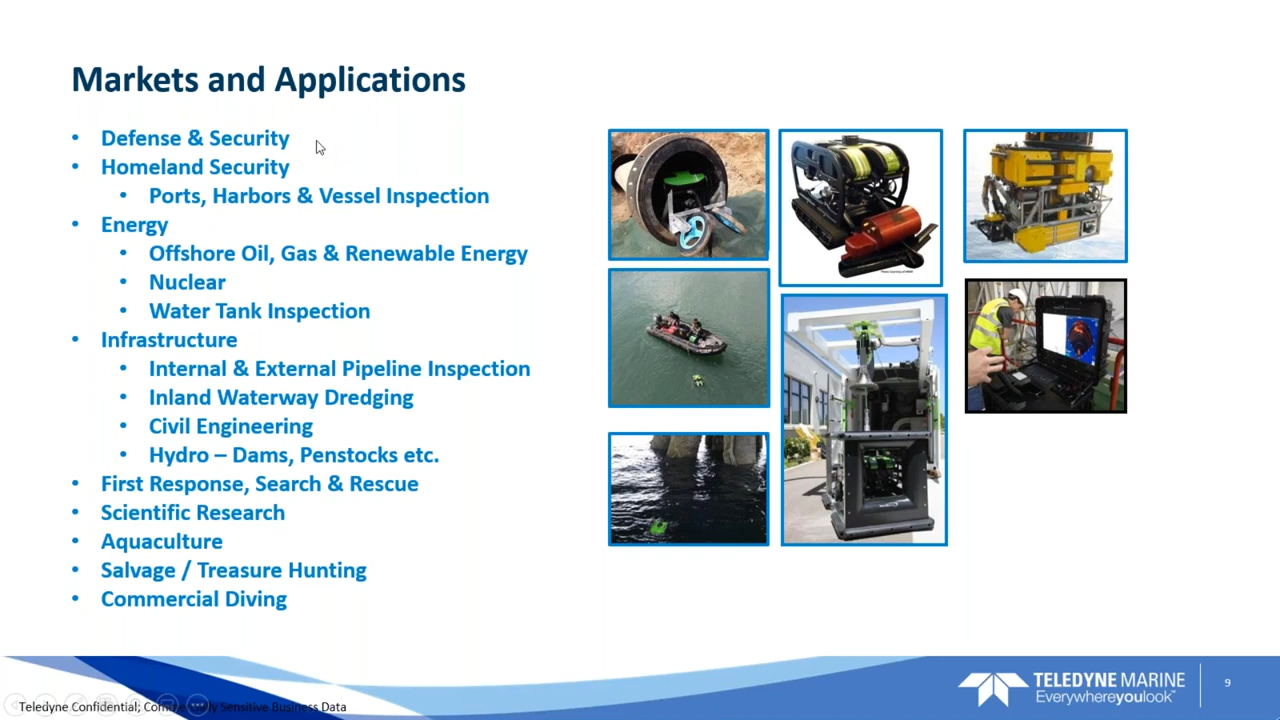 Markets and Applications
• Defense & Security
• Homeland Security
• Ports, Harbors & Vessel Inspection
• Energy
• Offshore Oil, Gas & Renewable Energy
• Nuclear
• Water Tank Inspection
• Infrastructure
• Internal & External Pipeline Inspection
• Inland Waterway Dredging
• Civil Engineering
• Hydro – Dams, Penstocks etc.
• First Response, Search & Rescue
• Scientific Research
• Aquaculture
• Salvage / Treasure Hunting
• Commercial Diving
TELEDYNE MARINE
Everywhereyoulook™
9
Teledyne Confidential; Sensitive Business Data